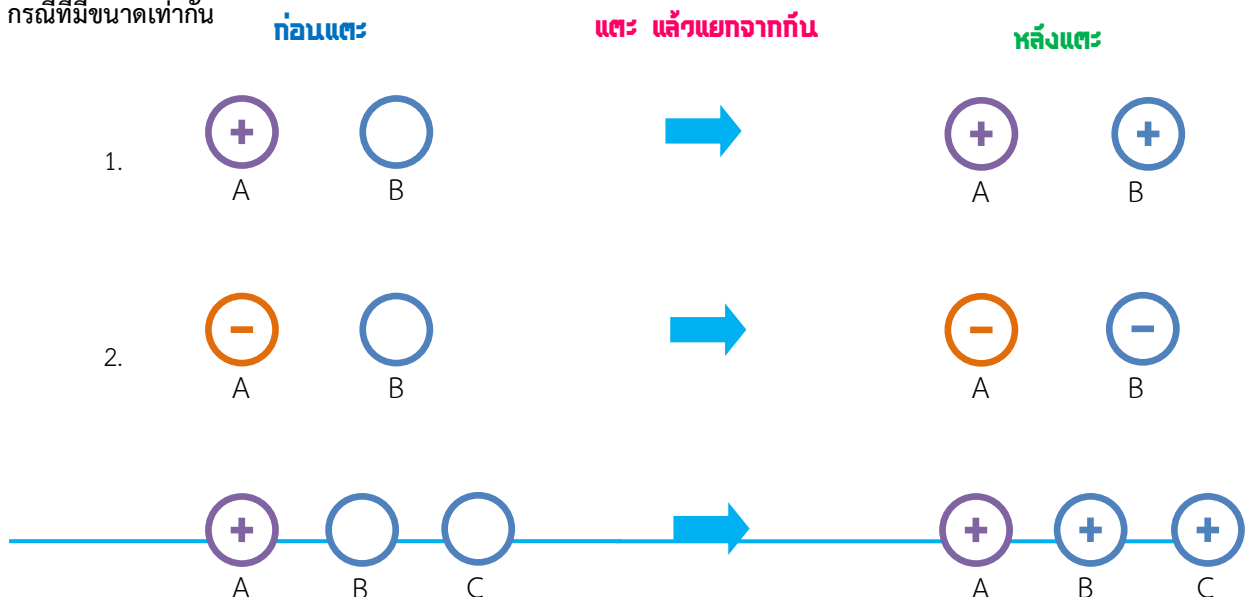 กรณีที่มีขนาดเท่ากัน
ก่อนแตะ แตะ แล้วแยกจากกัน หลังแตะ
+ + +
1.
A B A B
- - -
2.
A B A B
+ + + +
A B C A B C